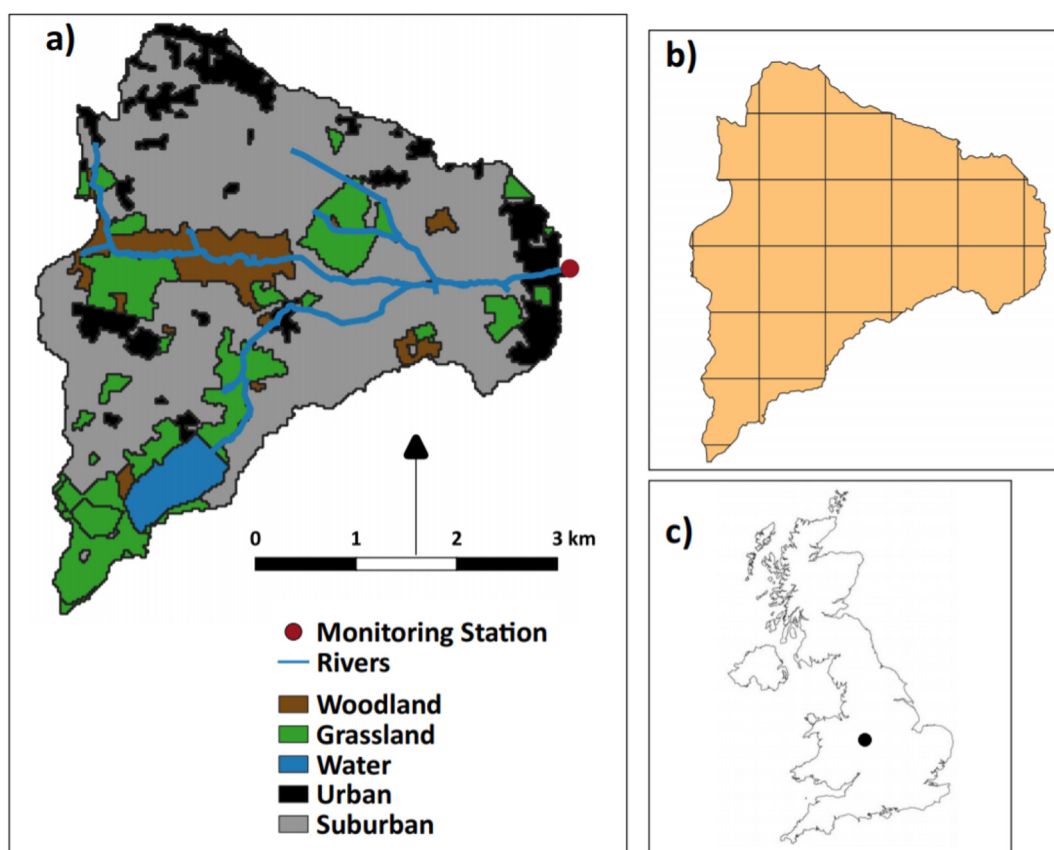 a)
0 1 2 3 km
Monitoring Station
Rivers
Woodland
Grassland
Water
Urban
Suburban
b)
c)